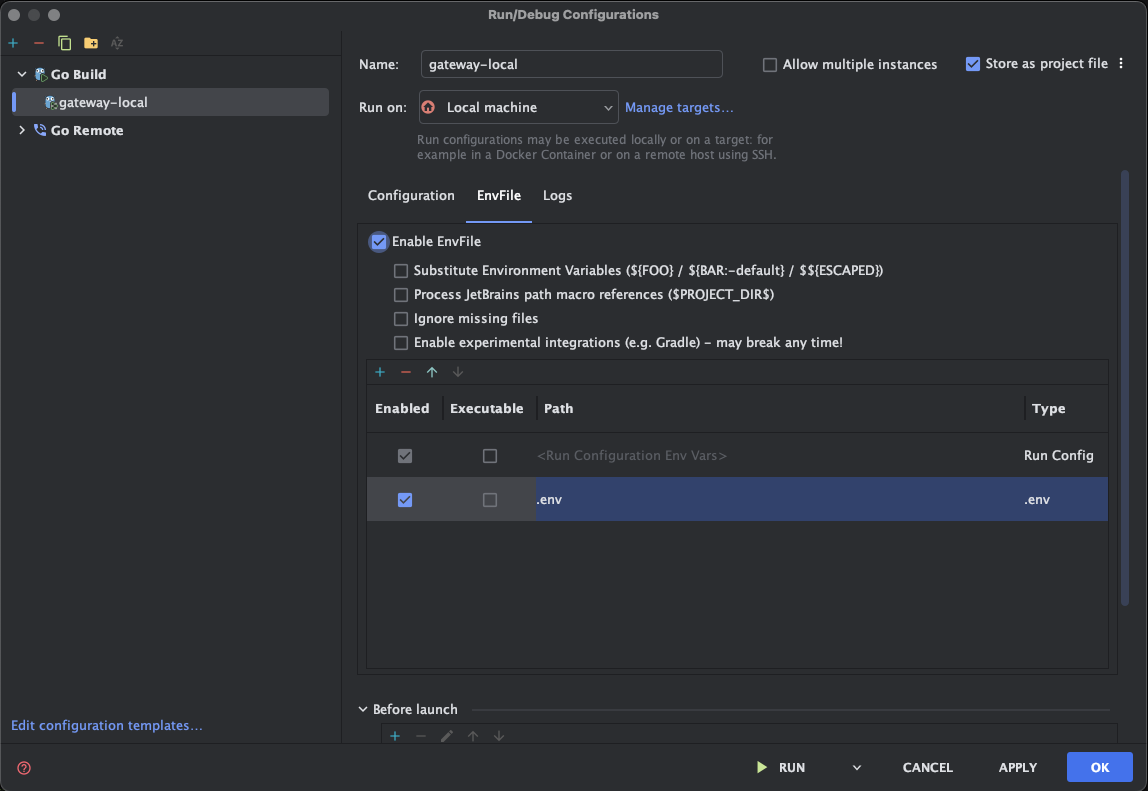 Run/Debug Configurations
Go Build
gateway-local
Go Remote
Edit configuration templates...
Name:
gateway-local
Allow multiple instances
Store as project file
Run on:
Local machine
Manage targets...
Run configurations may be executed locally or on a target: for
example in a Docker Container or on a remote host using SSH.
Configuration
EnvFile
Logs
Enable EnvFile
Substitute Environment Variables (${FOO} / ${BAR:-default} / $${ESCAPED})
Process JetBrains path macro references ($PROJECT_DIR$)
Ignore missing files
Enable experimental integrations (e.g. Gradle) - may break any time!
Enabled Executable Path Type
<Run Configuration Env Vars> Run Config
.env .env
Before launch
RUN
CANCEL
APPLY
OK